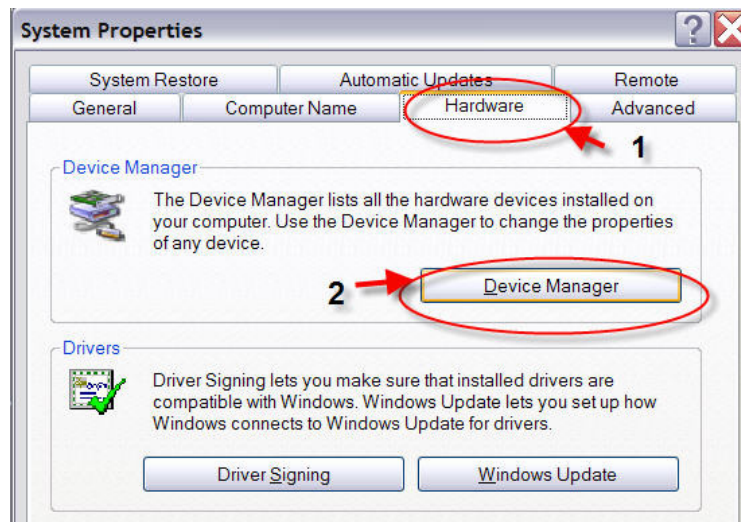 System Properties
System Restore Automatic Updates Remote
General Computer Name Hardware Advanced
1
Device Manager
The Device Manager lists all the hardware devices installed on
your computer. Use the Device Manager to change the properties
of any device.
2
Device Manager
Drivers
Driver Signing lets you make sure that installed drivers are
compatible with Windows. Windows Update lets you set up how
Windows connects to Windows Update for drivers.
Driver Signing Windows Update